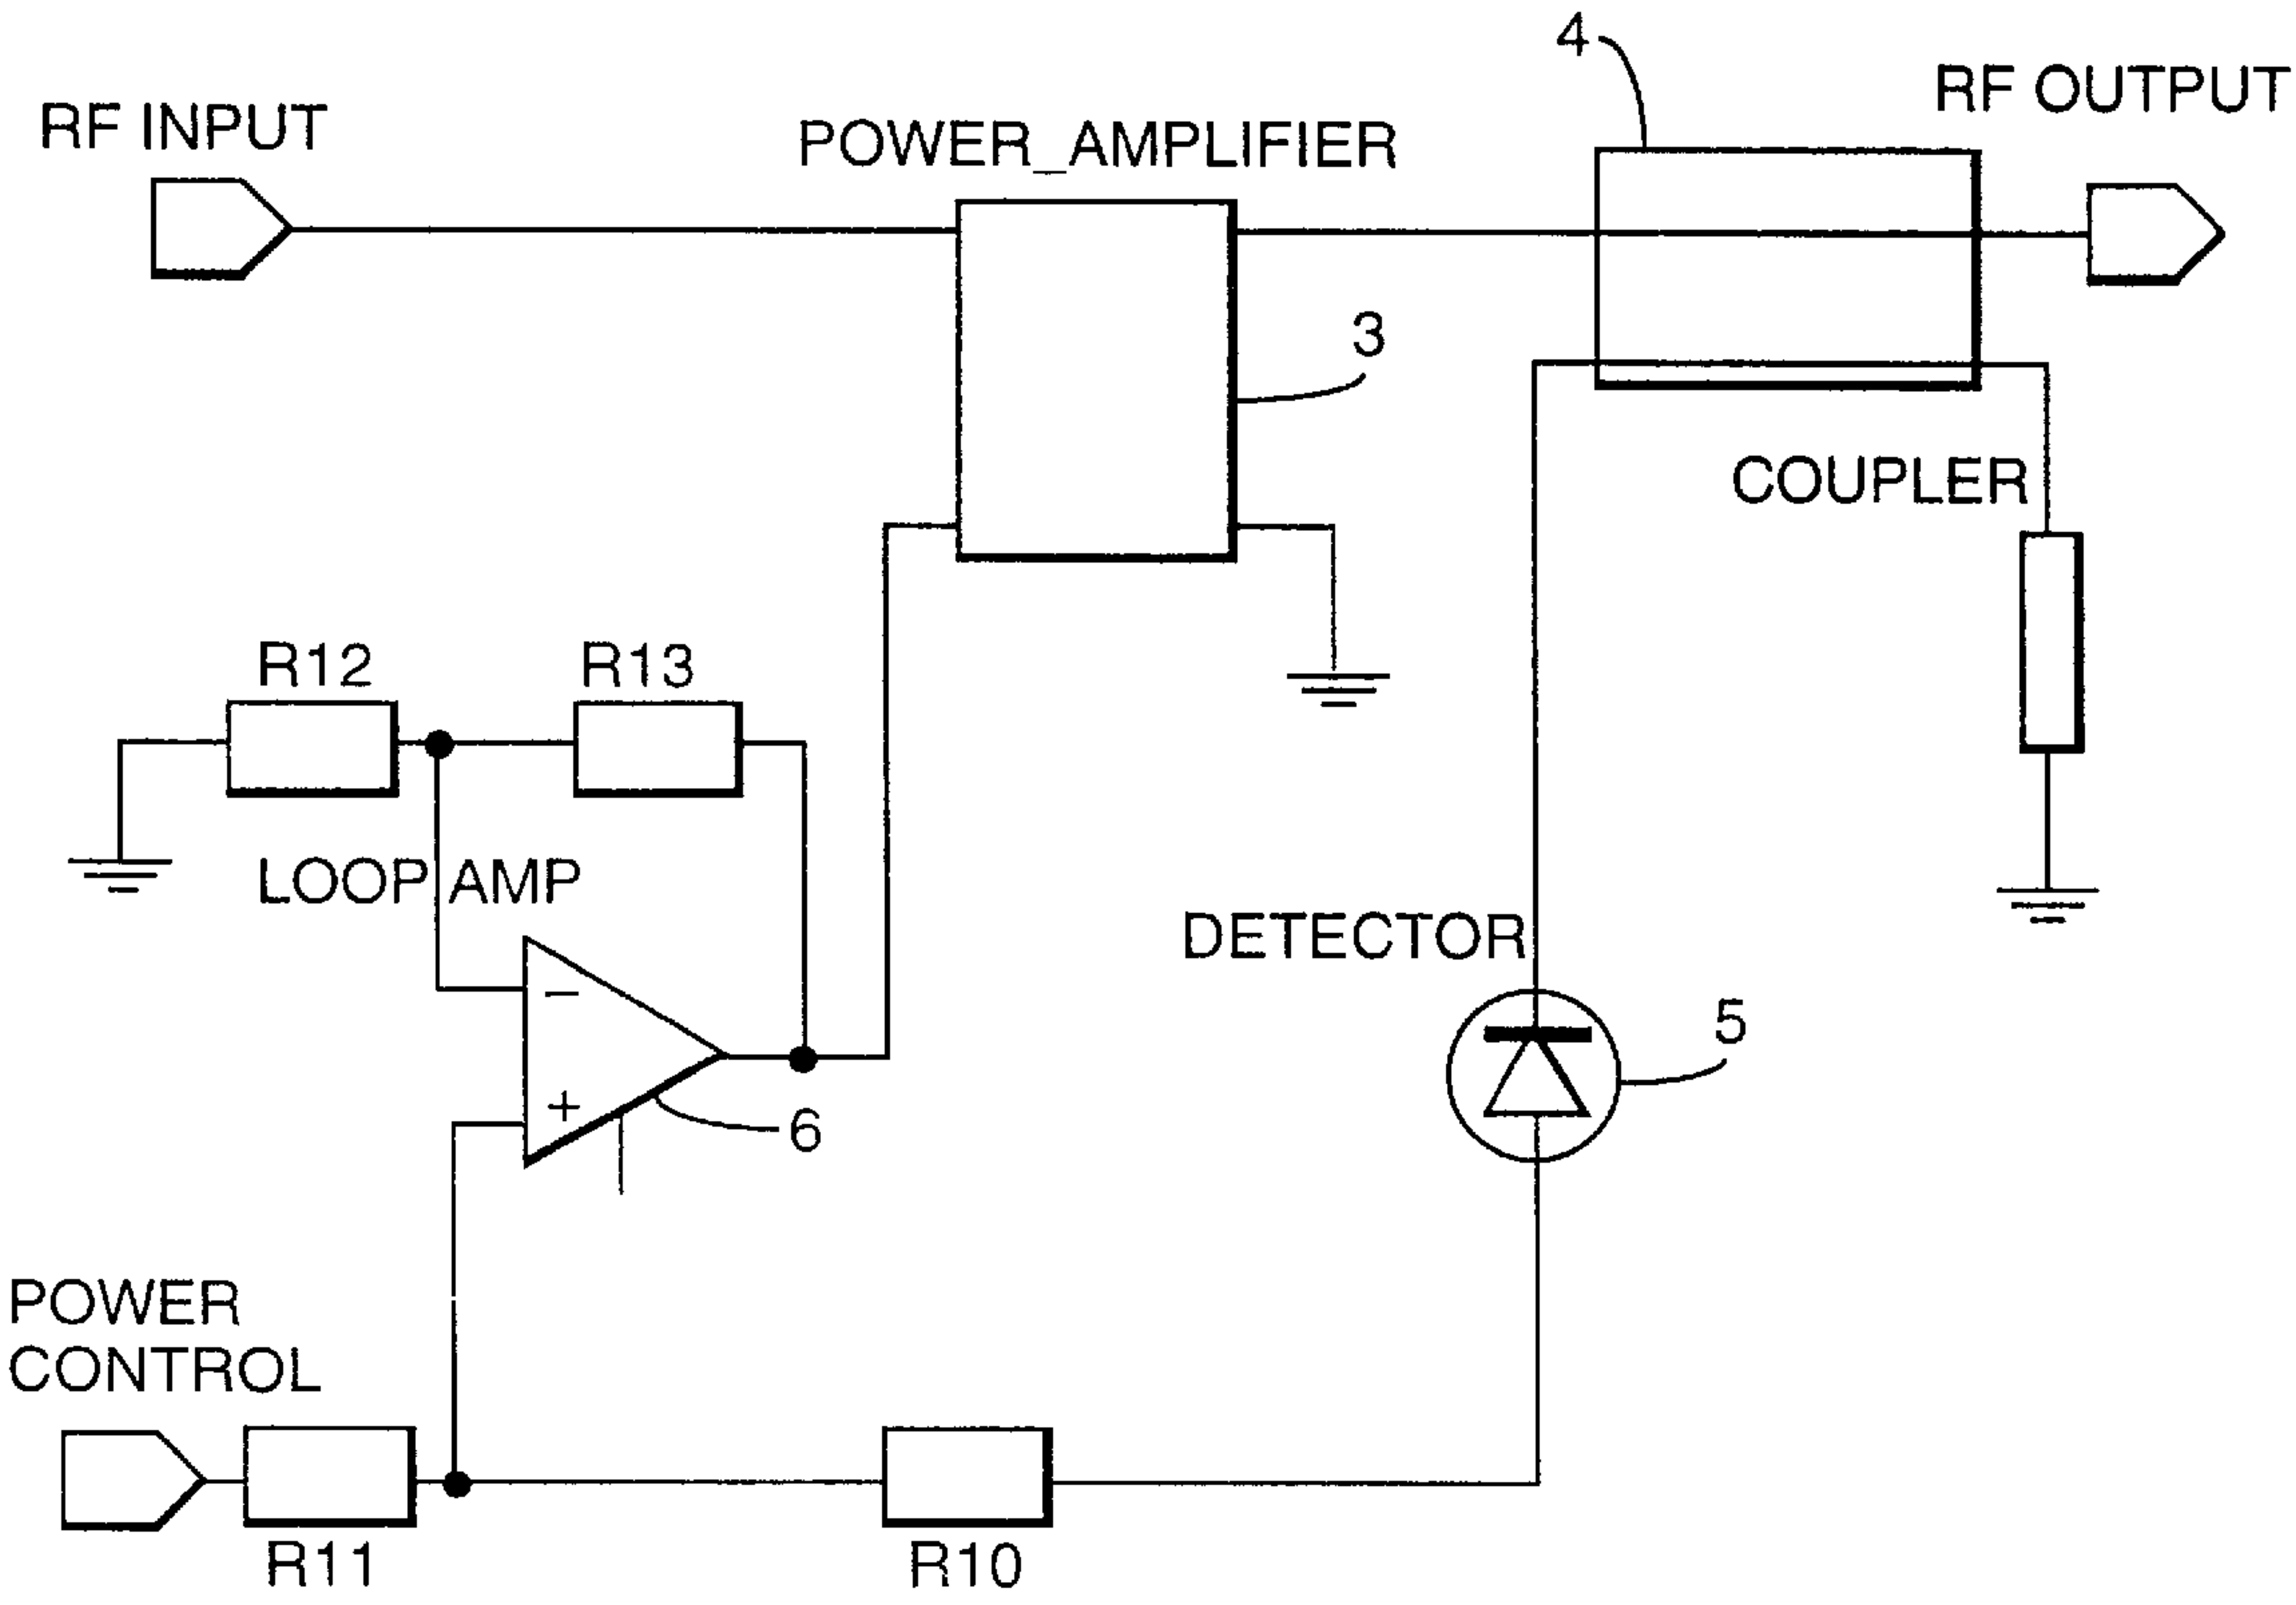 4
RF INPUT
POWER_AMPLIFIER
RF OUTPUT
3
COUPLER
R12
R13
LOOP AMP
DETECTOR
5
−
+
6
POWER
CONTROL
R11
R10